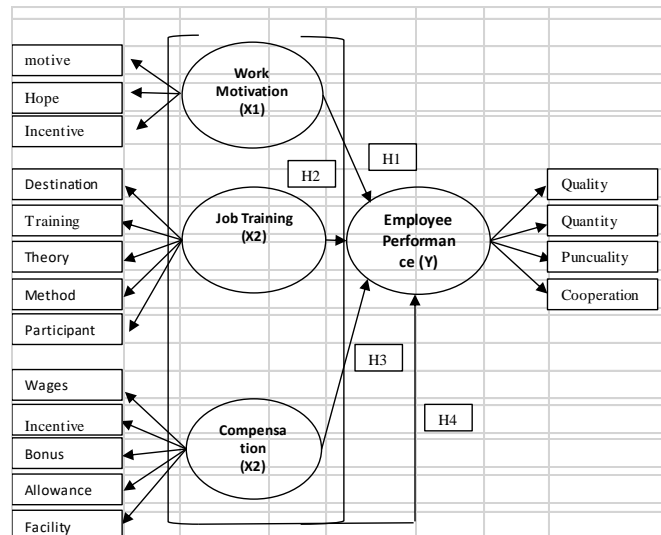 motive
Hope
Incentive
Work
Motivation
(X1)
H1
H2
Destination
Training
Theory
Method
Participant
Job Training
(X2)
Employee
Performan
ce (Y)
Quality
Quantity
Puncuality
Cooperation
H3
H4
Wages
Incentive
Bonus
Allowance
Facility
Compensa
tion
(X2)